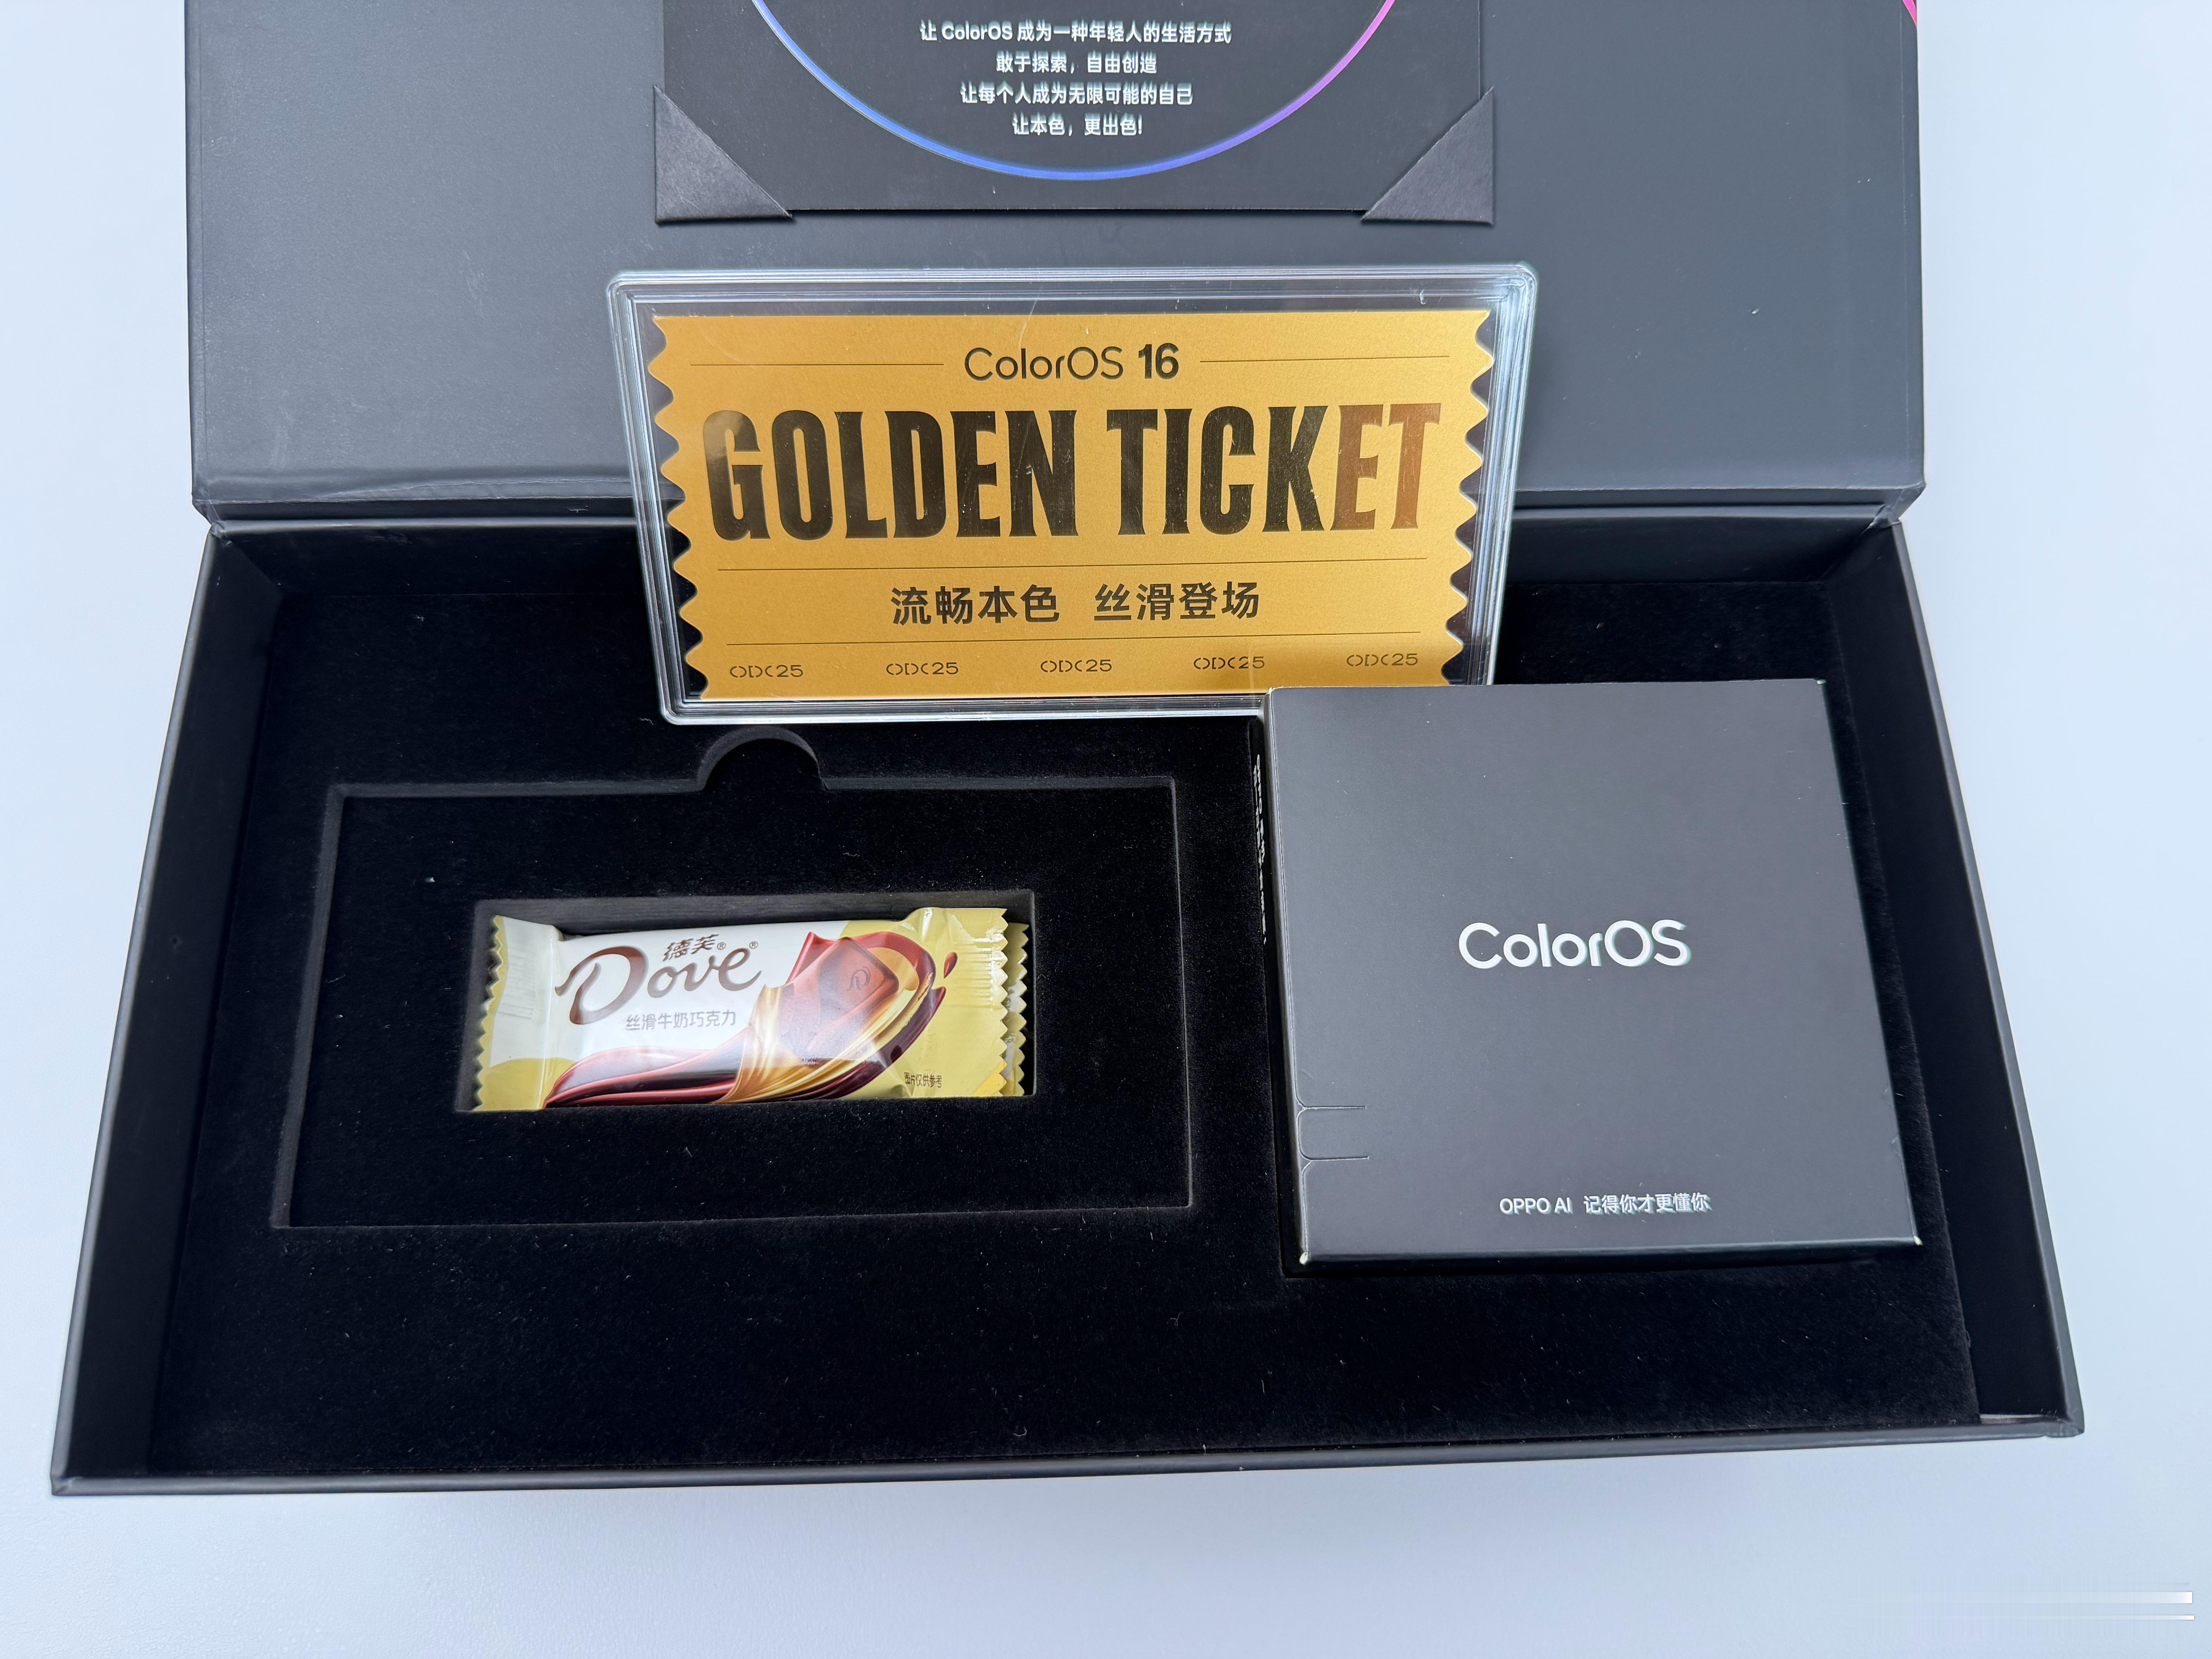 让 ColorOS 成为一种年轻人的生活方式
敢于探索，自由创造
让每个人成为无限可能的自己
让本色，更出色!
ColorOS 16
GOLDEN TICKET
流畅本色 丝滑登场
ODC25 ODC25 ODC25 ODC25 ODC25
德芙®
Dove®
丝滑牛奶巧克力
图片仅供参考
ColorOS
OPPO AI 记得你才更懂你